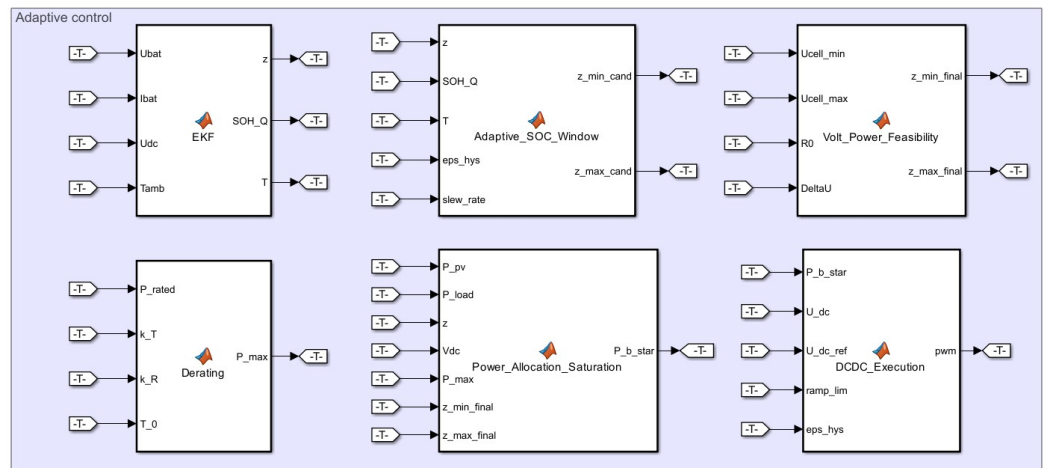 Adaptive control
-T- Ubat
-T- Ibat
-T- Udc
-T- Tamb
EKF
z -T-
SOH_Q -T-
T -T-
-T- z
-T- SOH_Q
-T- T
-T- eps_hys
-T- slew_rate
Adaptive_SOC_Window
z_min_cand -T-
z_max_cand -T-
-T- Ucell_min
-T- Ucell_max
-T- R0
-T- DeltaU
Volt_Power_Feasibility
z_min_final -T-
z_max_final -T-
-T- P_rated
-T- k_T
-T- k_R
-T- T_0
Derating
P_max -T-
-T- P_pv
-T- P_load
-T- z
-T- Vdc
-T- P_max
-T- z_min_final
-T- z_max_final
Power_Allocation_Saturation
P_b_star -T-
-T- P_b_star
-T- U_dc
-T- U_dc_ref
-T- ramp_lim
-T- eps_hys
DCDC_Execution
pwm -T-